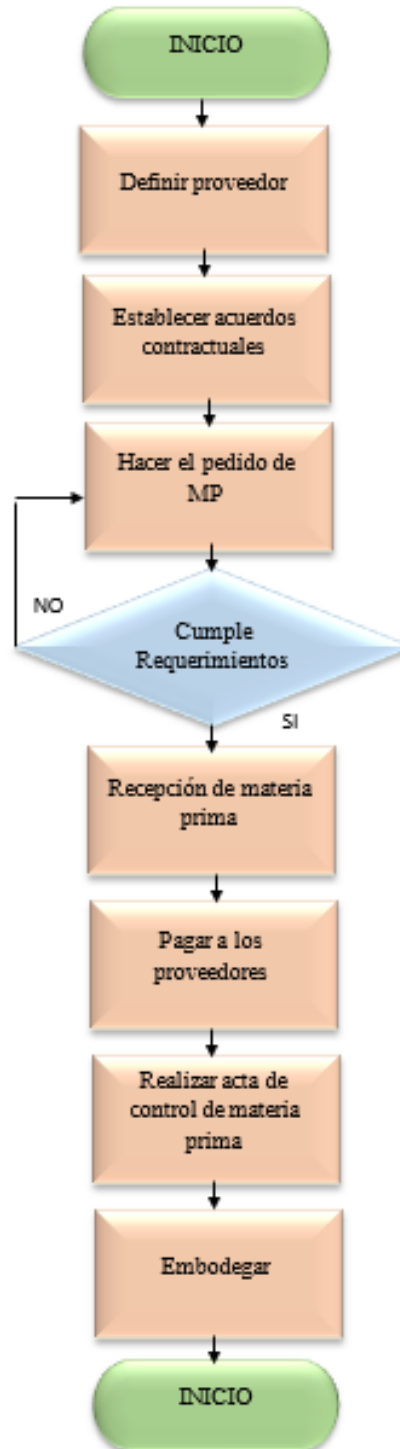 INICIO
Definir proveedor
Establecer acuerdos
contractuales
Hacer el pedido de
MP
NO
Cumple
Requerimientos
SI
Recepción de materia
prima
Pagar a los
proveedores
Realizar acta de
control de materia
prima
Embodegar
INICIO